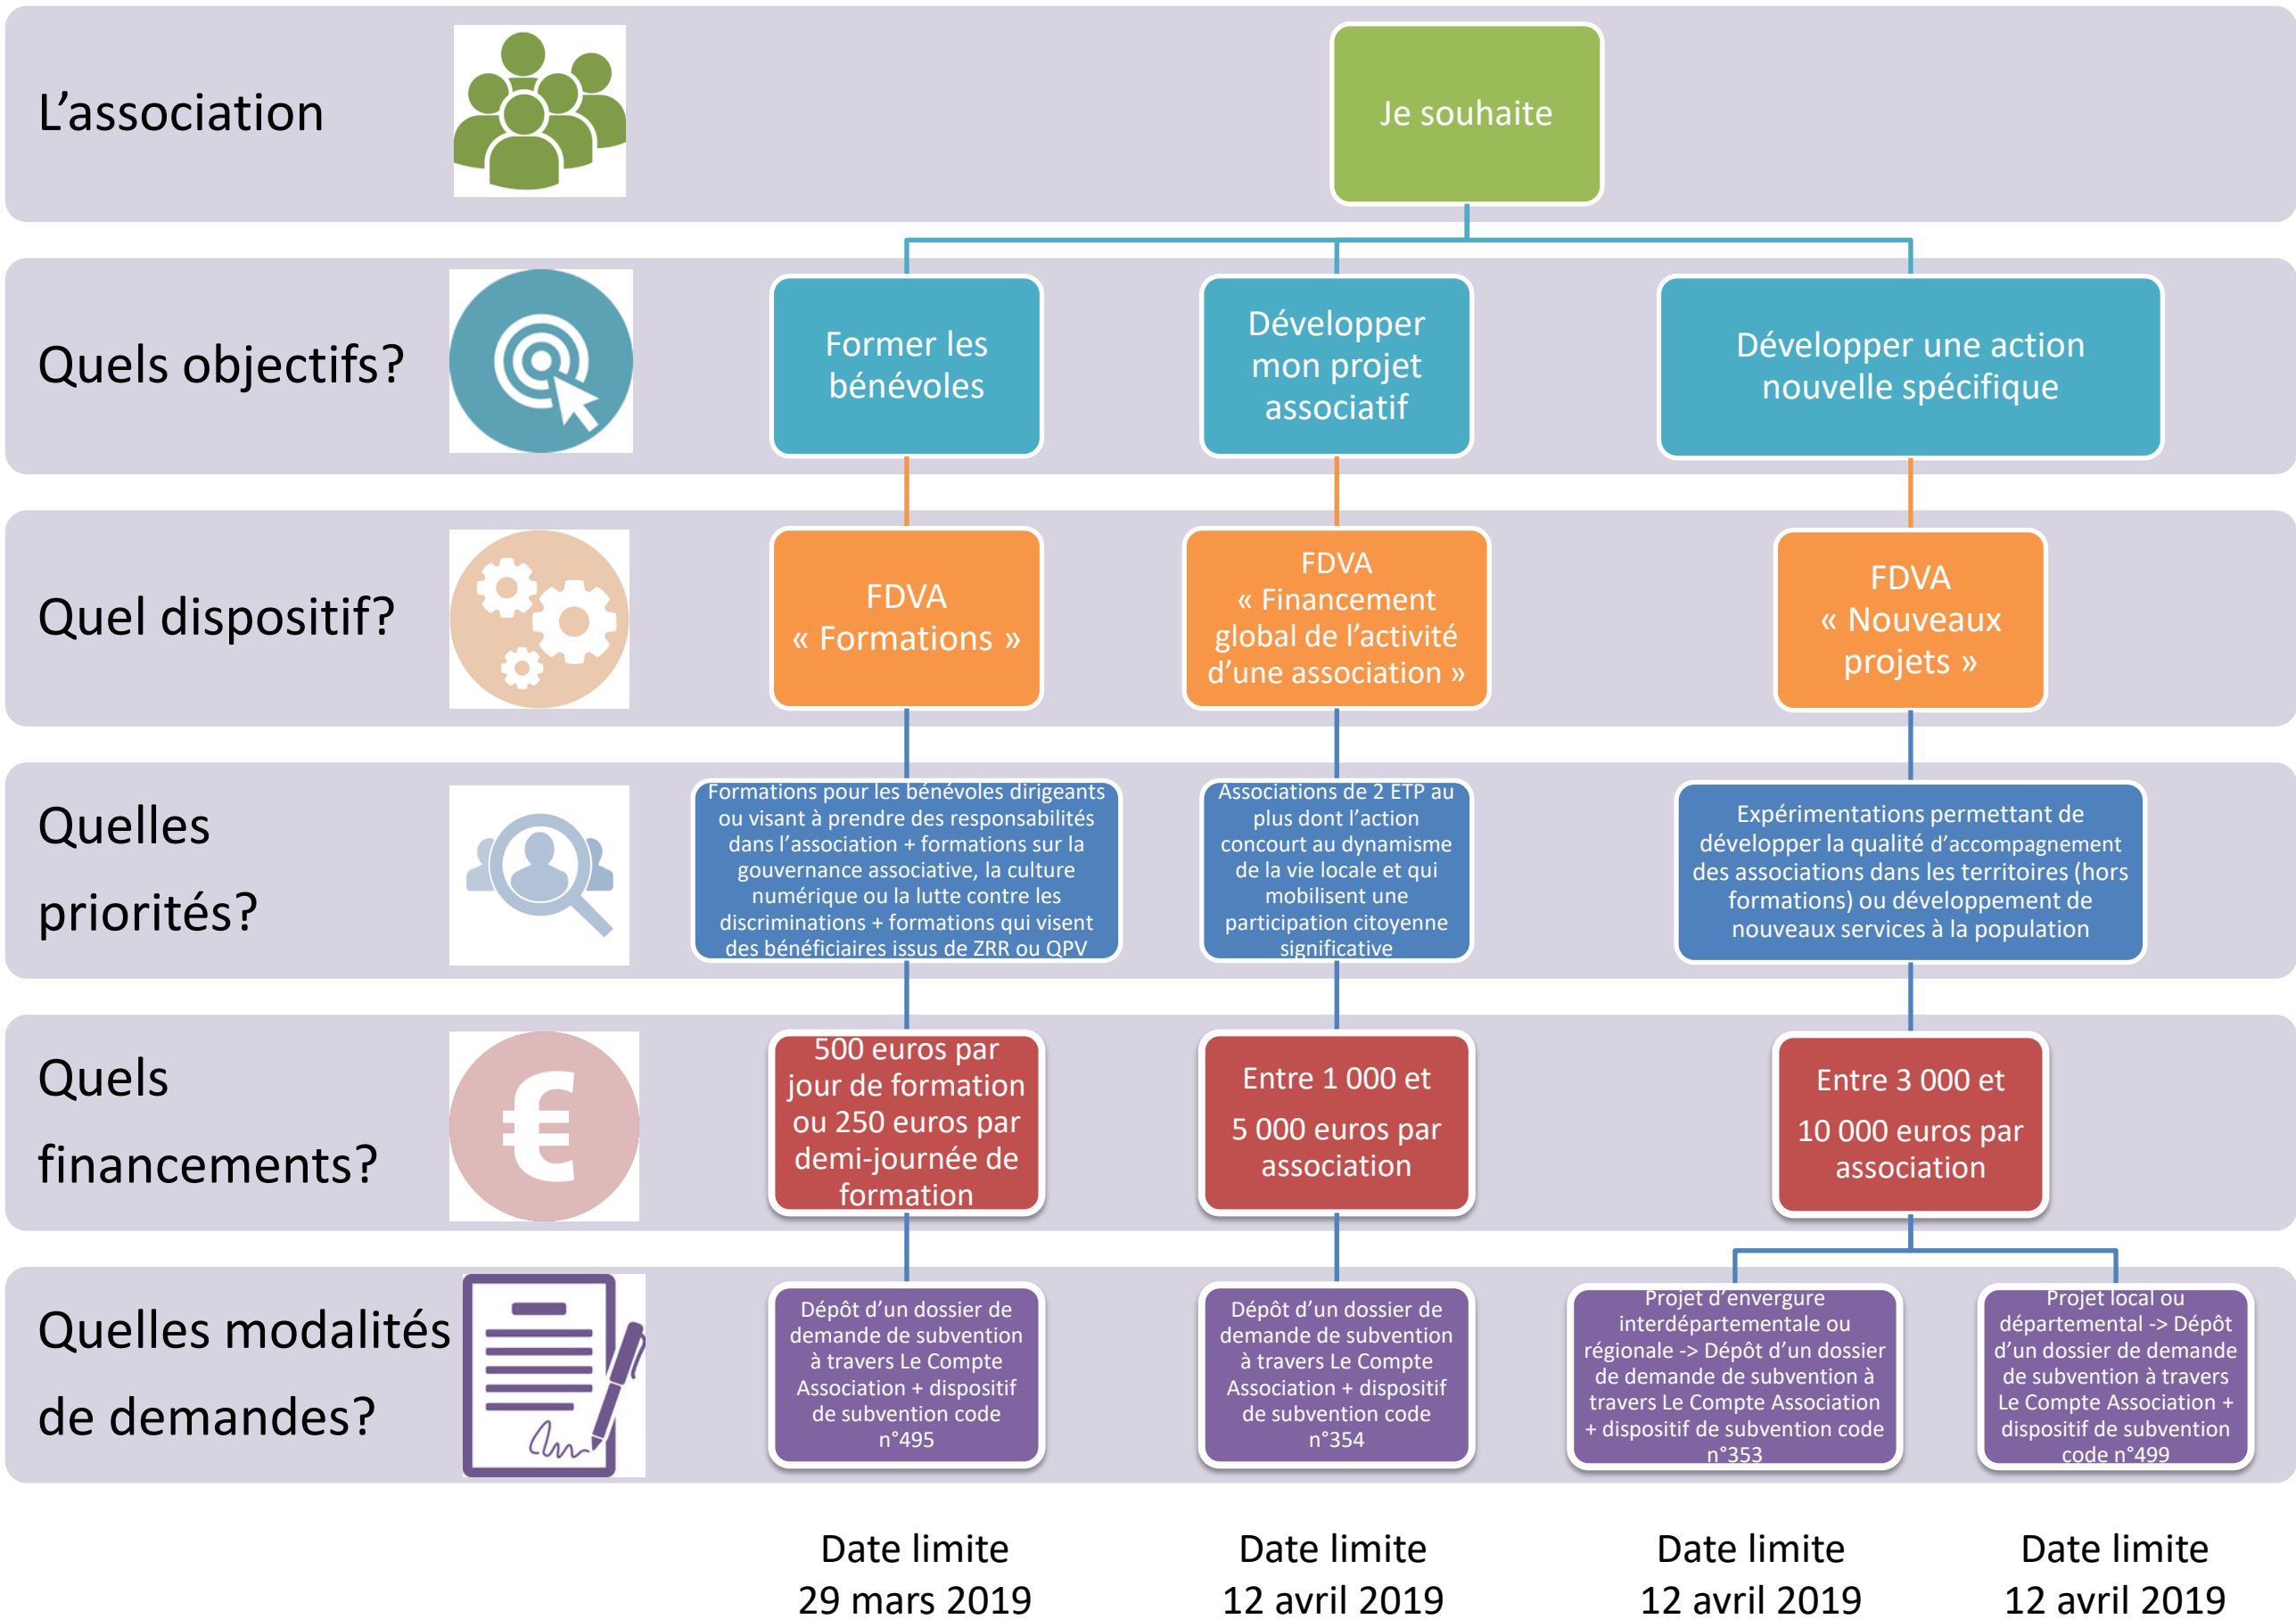 L’association
Je souhaite
Quels objectifs?
Former les
bénévoles
Développer
mon projet
associatif
Développer une action
nouvelle spécifique
Quel dispositif?
FDVA
« Formations »
FDVA
« Financement
global de l’activité
d’une association »
FDVA
« Nouveaux
projets »
Quelles
priorités?
Formations pour les bénévoles dirigeants
ou visant à prendre des responsabilités
dans l’association + formations sur la
gouvernance associative, la culture
numérique ou la lutte contre les
discriminations + formations qui visent
des bénéficiaires issus de ZRR ou QPV
Associations de 2 ETP au
plus dont l’action
concourt au dynamisme
de la vie locale et qui
mobilisent une
participation citoyenne
significative
Expérimentations permettant de
développer la qualité d’accompagnement
des associations dans les territoires (hors
formations) ou développement de
nouveaux services à la population
Quels
financements?
€
500 euros par
jour de formation
ou 250 euros par
demi-journée de
formation
Entre 1 000 et
5 000 euros par
association
Entre 3 000 et
10 000 euros par
association
Quelles modalités
de demandes?
Dépôt d’un dossier de
demande de subvention
à travers Le Compte
Association + dispositif
de subvention code
n°495
Dépôt d’un dossier de
demande de subvention
à travers Le Compte
Association + dispositif
de subvention code
n°354
Projet d’envergure
interdépartementale ou
régionale -> Dépôt d’un dossier
de demande de subvention à
travers Le Compte Association
+ dispositif de subvention code
n°353
Projet local ou
départemental -> Dépôt
d’un dossier de demande
de subvention à travers
Le Compte Association +
dispositif de subvention
code n°499
Date limite
29 mars 2019
Date limite
12 avril 2019
Date limite
12 avril 2019
Date limite
12 avril 2019